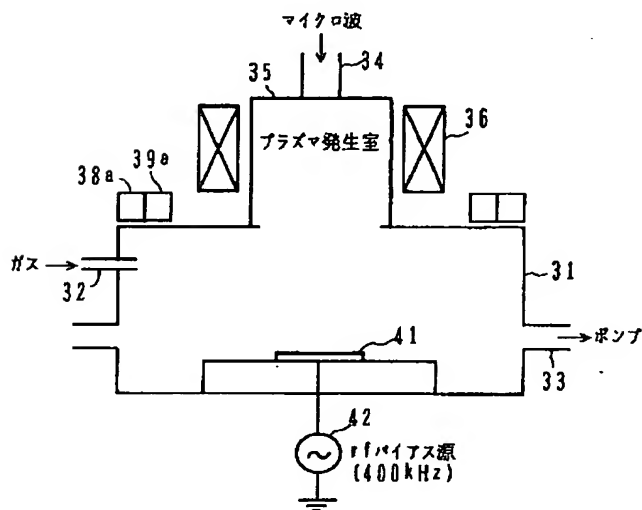 マイクロ波
34
35
プラズマ発生室
36
38a
39a
ガス
32
31
41
ポンプ
33
42
rfバイアス源
(400kHz)